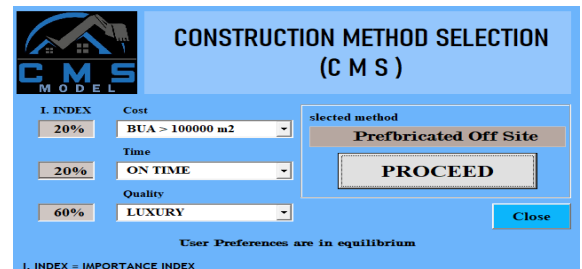 CMS
MODEL
CONSTRUCTION METHOD SELECTION
(C M S )
I. INDEX
Cost
20%
BUA > 100000 m2
Time
20%
ON TIME
Quality
60%
LUXURY
slected method
Prefbricated Off Site
PROCEED
Close
User Preferences are in equilibrium
I. INDEX = IMPORTANCE INDEX